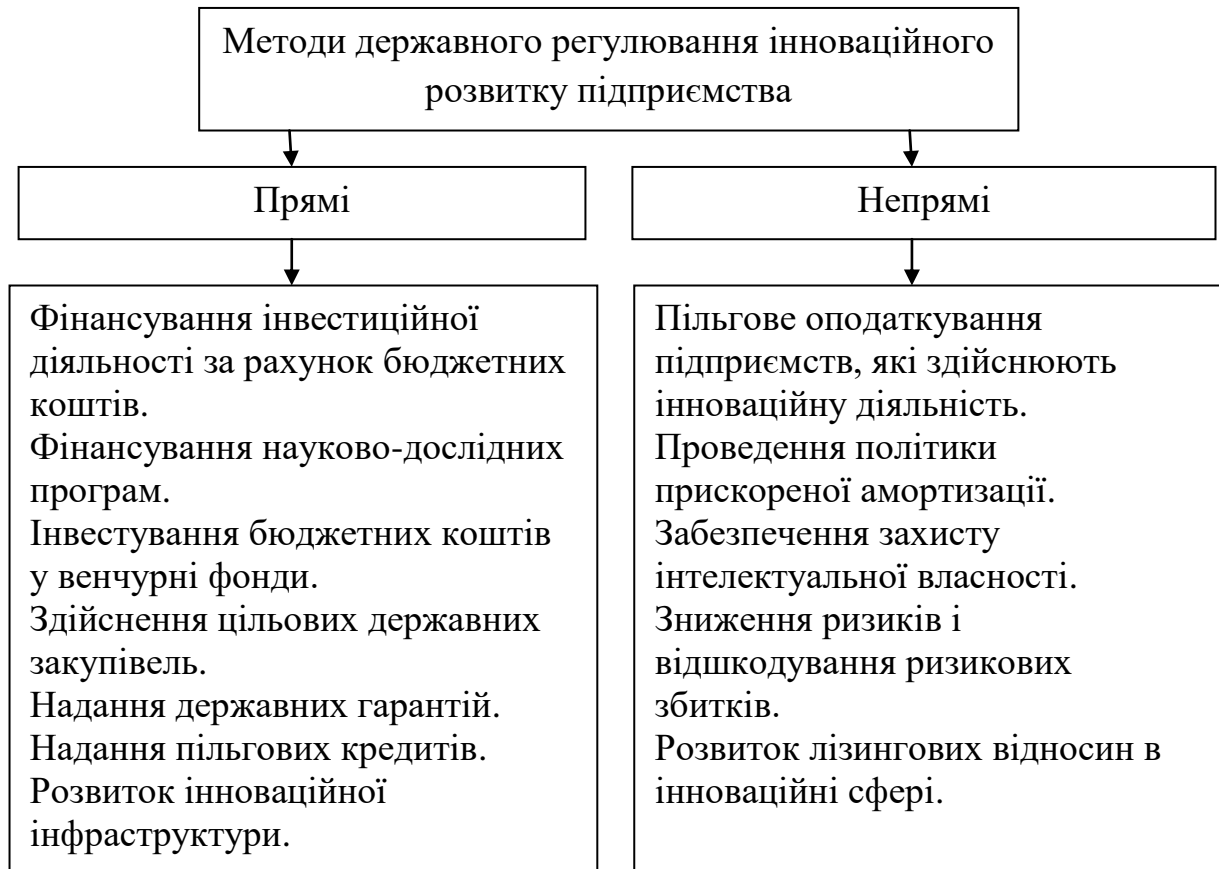 Методи державного регулювання інноваційного
розвитку підприємства
Прямі
Непрямі
Фінансування інвестиційної
діяльності за рахунок бюджетних
коштів.
Фінансування науково-дослідних
програм.
Інвестування бюджетних коштів
у венчурні фонди.
Здійснення цільових державних
закупівель.
Надання державних гарантій.
Надання пільгових кредитів.
Розвиток інноваційної
інфраструктури.
Пільгове оподаткування
підприємств, які здійснюють
інноваційну діяльність.
Проведення політики
прискореної амортизації.
Забезпечення захисту
інтелектуальної власності.
Зниження ризиків і
відшкодування ризикових
збитків.
Розвиток лізингових відносин в
інноваційні сфері.